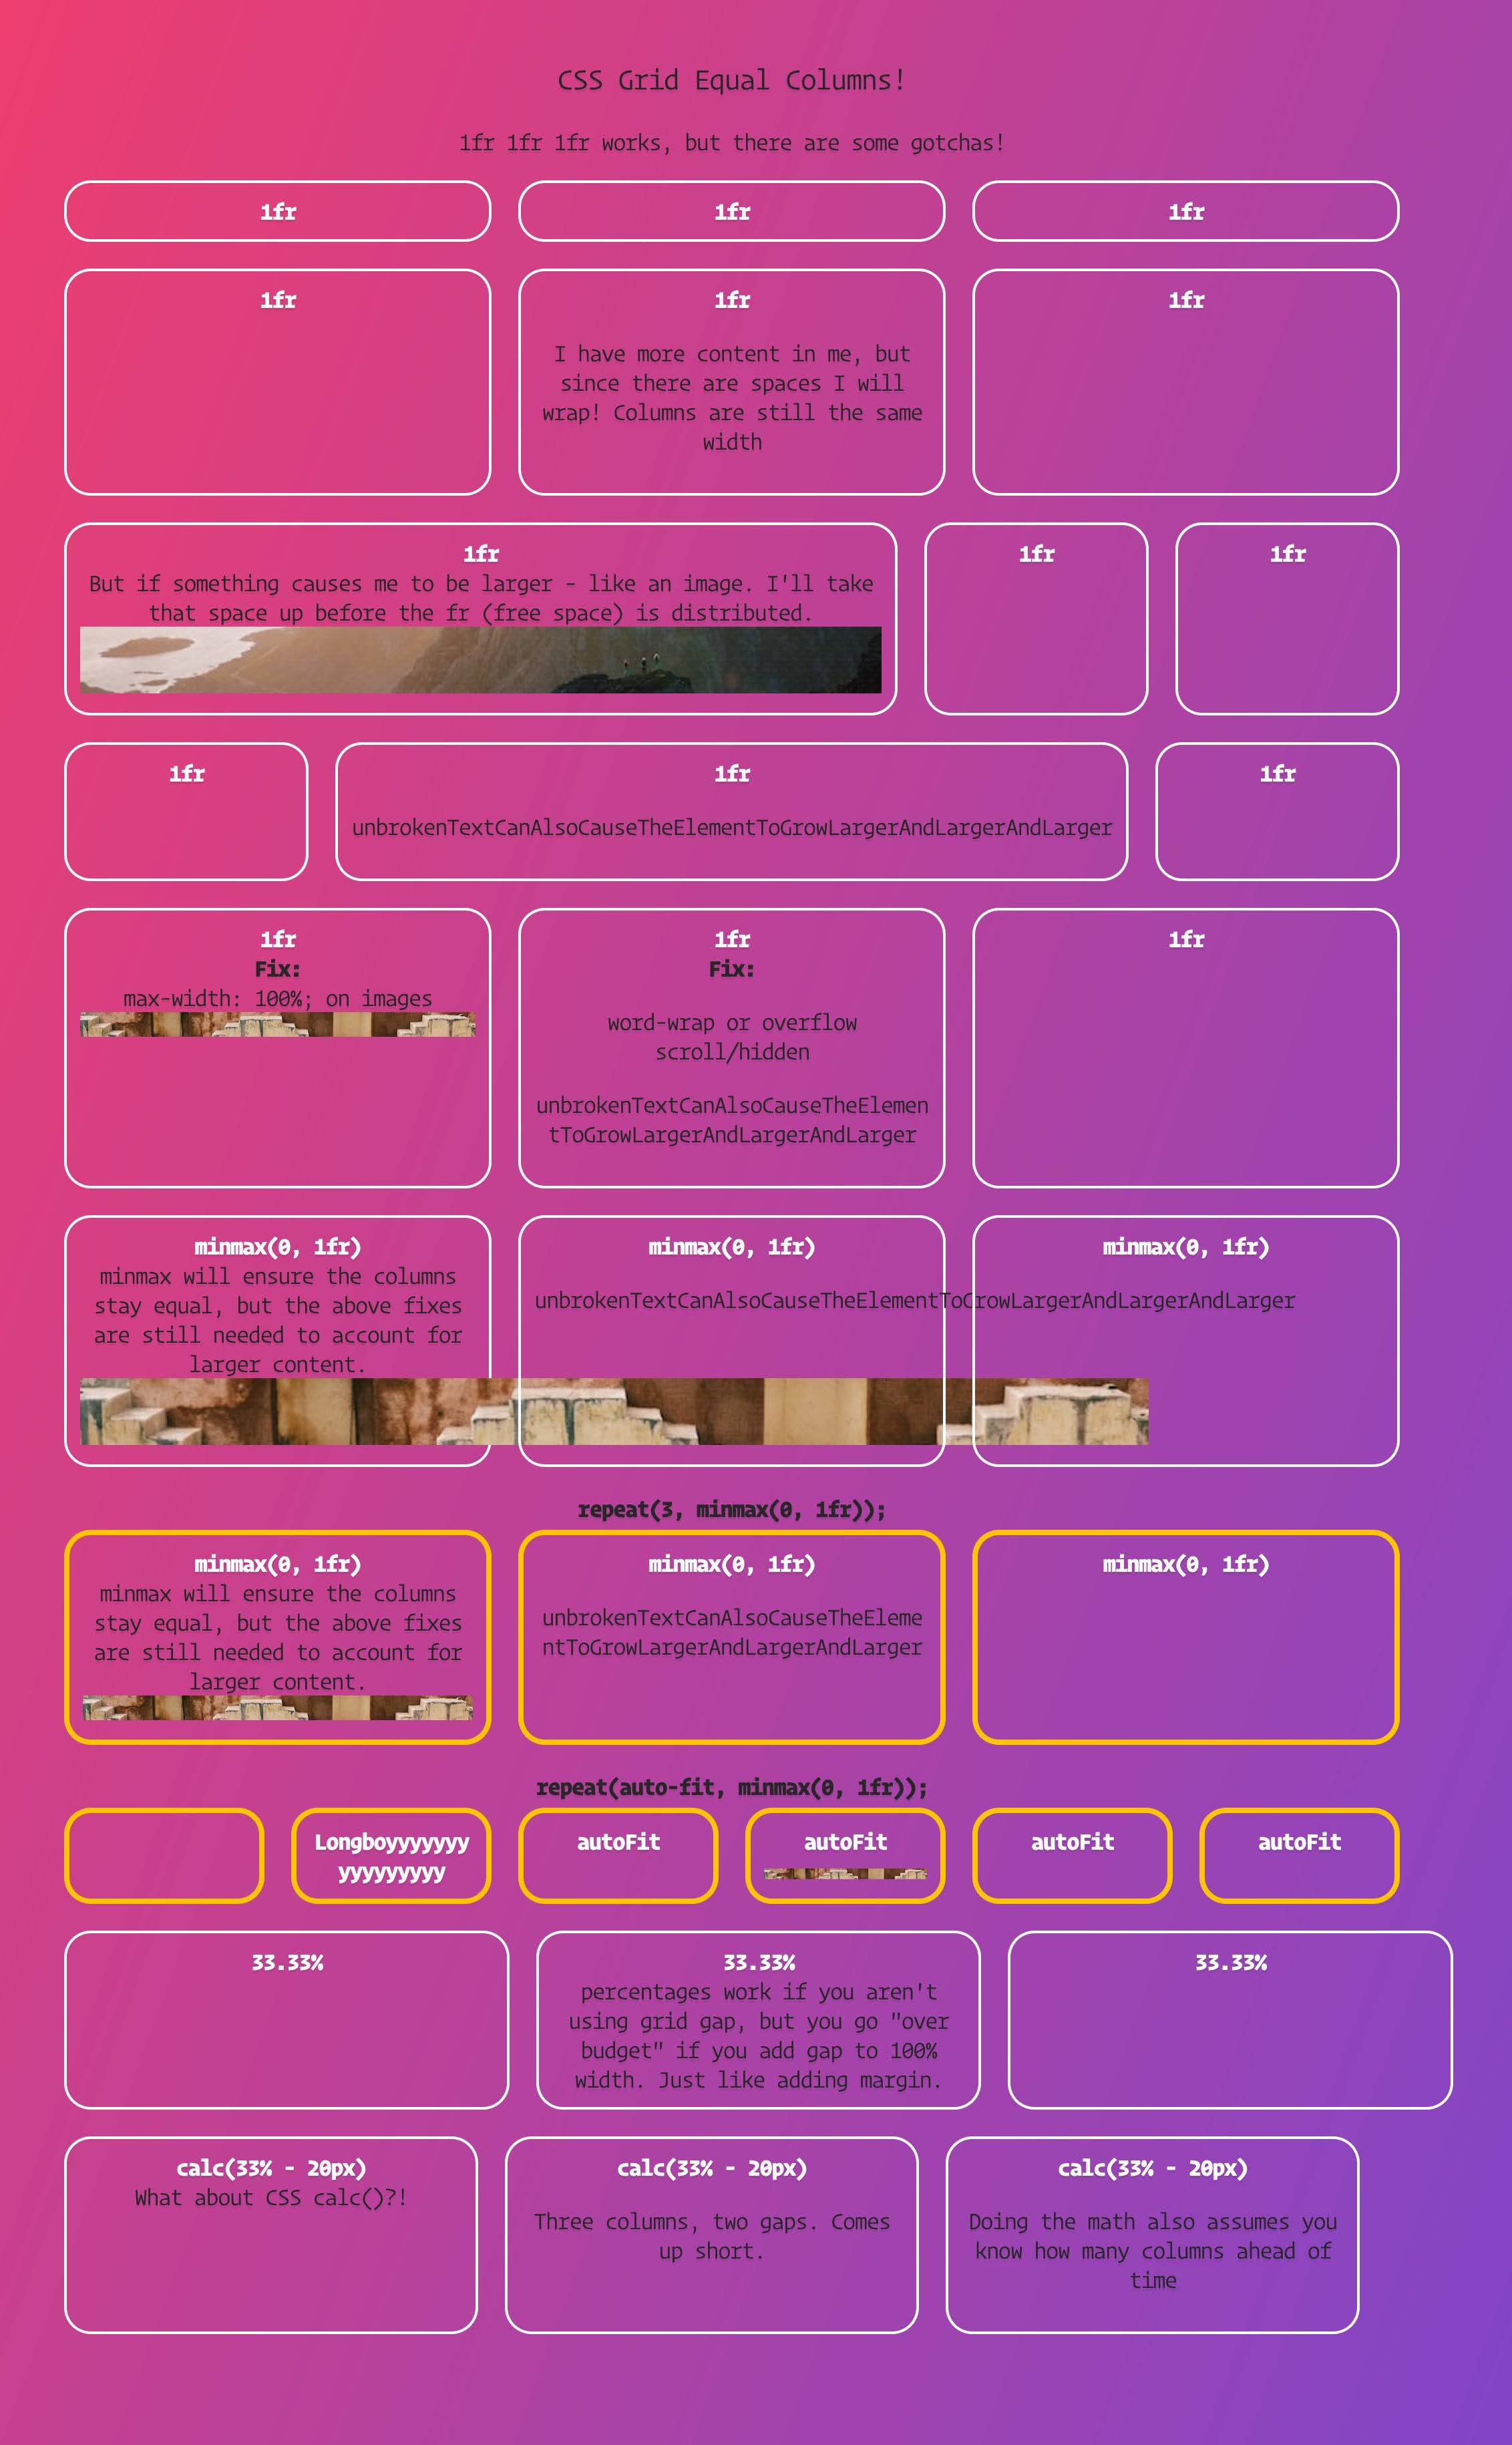 CSS Grid Equal Columns!
1fr 1fr 1fr works, but there are some gotchas!
1fr
1fr
1fr
1fr
1fr
I have more content in me, but
since there are spaces I will
wrap! Columns are still the same
width
1fr
1fr
But if something causes me to be larger - like an image. I'll take
that space up before the fr (free space) is distributed.
1fr
1fr
1fr
1fr
unbrokenTextCanAlsoCauseTheElementToGrowLargerAndLargerAndLarger
1fr
1fr
Fix:
max-width: 100%; on images
1fr
Fix:
word-wrap or overflow
scroll/hidden
unbrokenTextCanAlsoCauseTheElemen
tToGrowLargerAndLargerAndLarger
1fr
minmax(0, 1fr)
minmax will ensure the columns
stay equal, but the above fixes
are still needed to account for
larger content.
minmax(0, 1fr)
unbrokenTextCanAlsoCauseTheElementToGrowLargerAndLargerAndLarger
minmax(0, 1fr)
repeat(3, minmax(0, 1fr));
minmax(0, 1fr)
minmax will ensure the columns
stay equal, but the above fixes
are still needed to account for
larger content.
minmax(0, 1fr)
unbrokenTextCanAlsoCauseTheEleme
ntToGrowLargerAndLargerAndLarger
minmax(0, 1fr)
repeat(auto-fit, minmax(0, 1fr));
Longboyyyyyyy
yyyyyyyyy
autoFit
autoFit
autoFit
autoFit
33.33%
33.33%
percentages work if you aren't
using grid gap, but you go "over
budget" if you add gap to 100%
width. Just like adding margin.
33.33%
calc(33% - 20px)
What about CSS calc()?!
calc(33% - 20px)
Three columns, two gaps. Comes
up short.
calc(33% - 20px)
Doing the math also assumes you
know how many columns ahead of
time